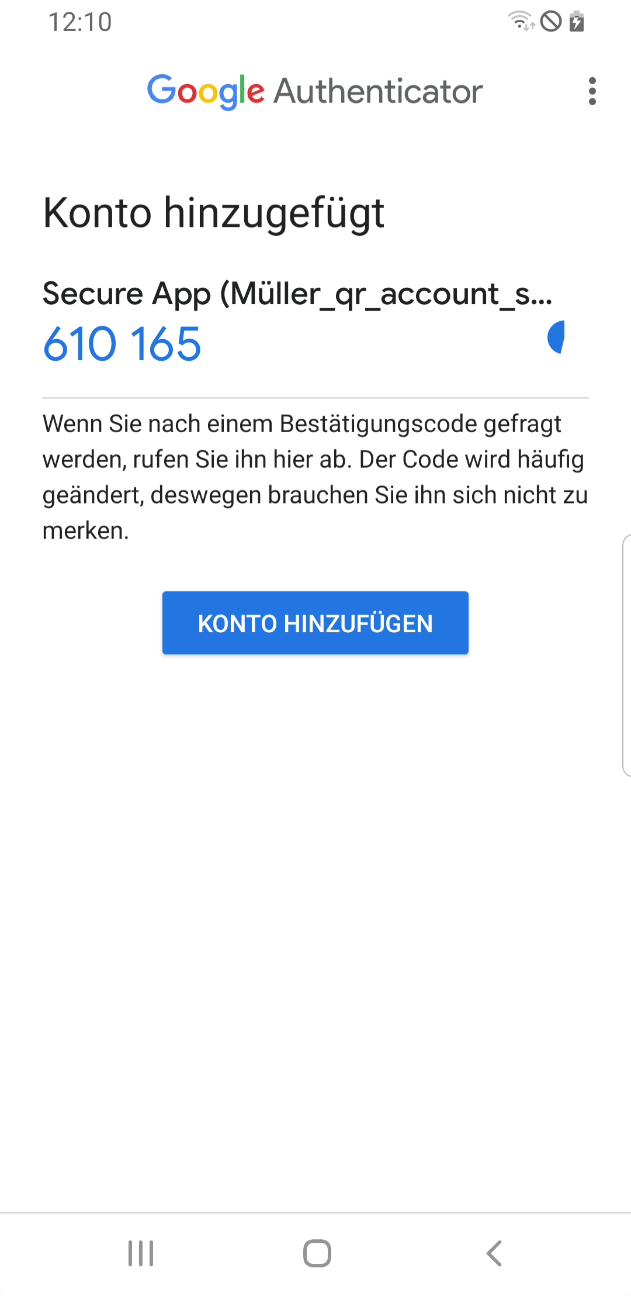 12:10
Google Authenticator
Konto hinzugefügt
Secure App (Müller_qr_account_s...
610 165
Wenn Sie nach einem Bestätigungscode gefragt
werden, rufen Sie ihn hier ab. Der Code wird häufig
geändert, deswegen brauchen Sie ihn sich nicht zu
merken.
KONTO HINZUFÜGEN